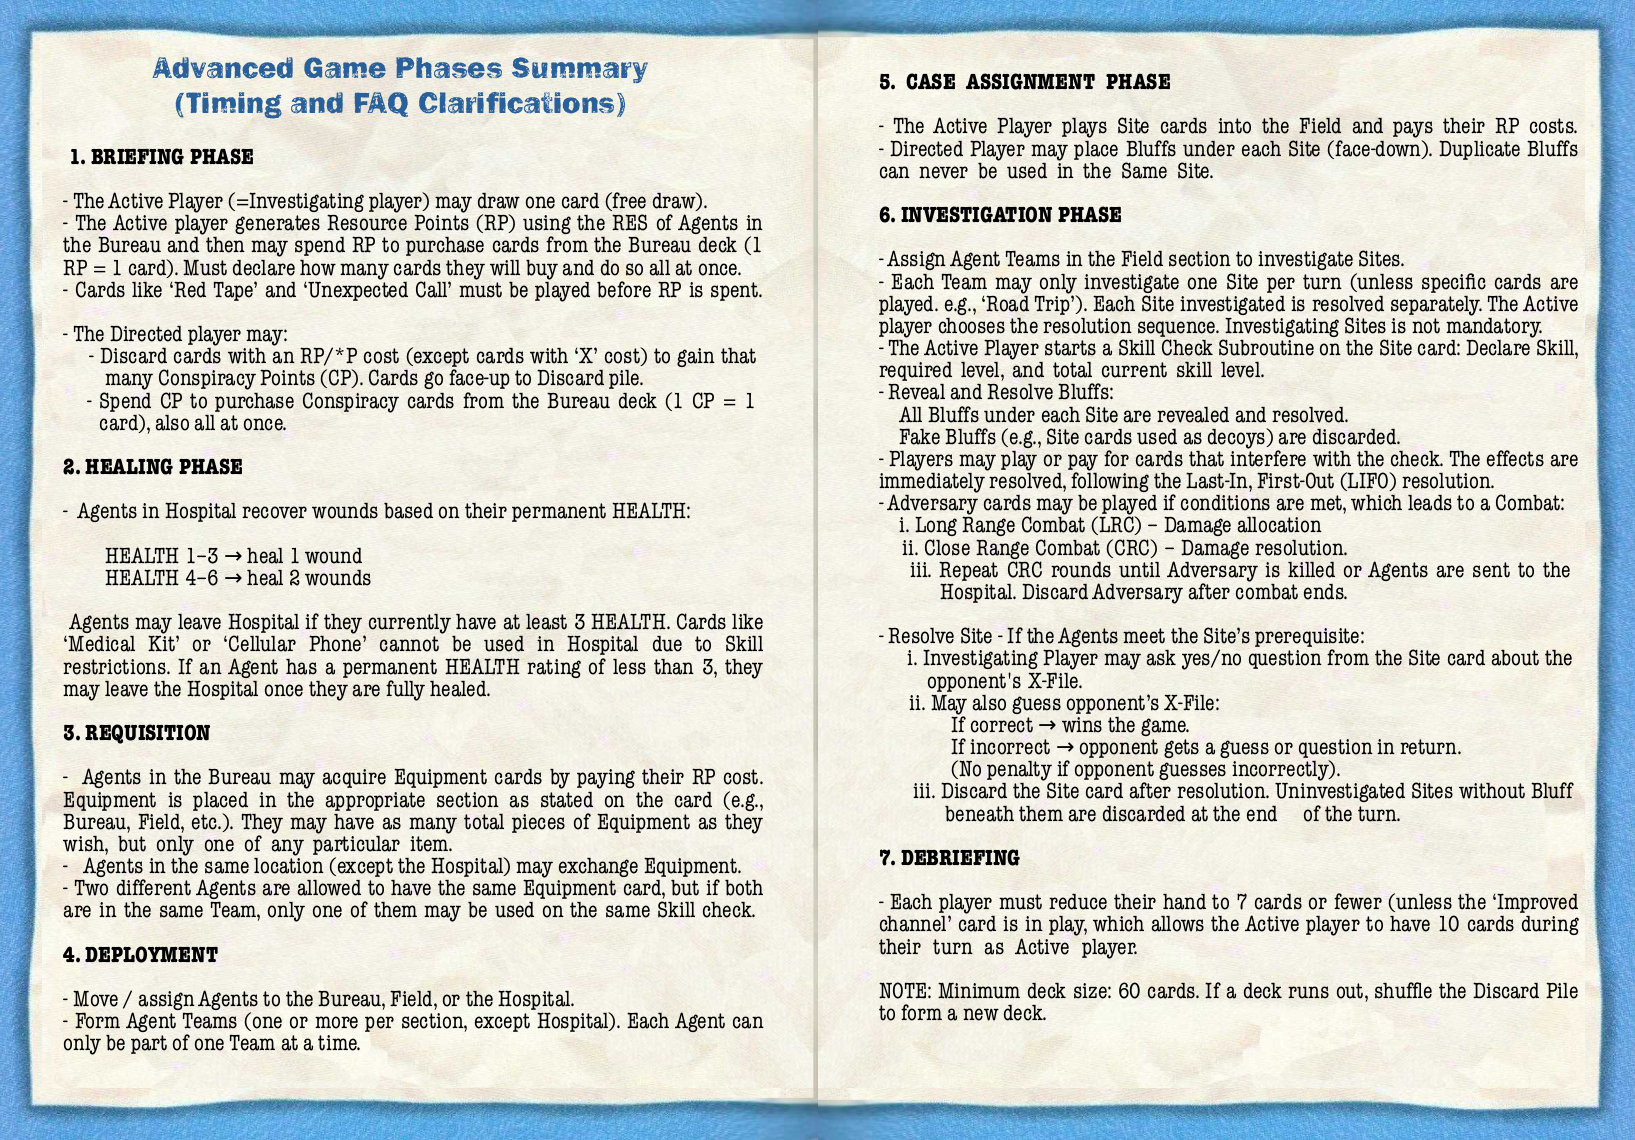 Advanced Game Phases Summary
(Timing and FAQ Clarifications)
1. BRIEFING PHASE
- The Active Player (=Investigating player) may draw one card (free draw).
- The Active player generates Resource Points (RP) using the RES of Agents in
the Bureau and then may spend RP to purchase cards from the Bureau deck (1
RP = 1 card). Must declare how many cards they will buy and do so all at once.
- Cards like ‘Red Tape’ and ‘Unexpected Call’ must be played before RP is spent.
- The Directed player may:
- Discard cards with an RP/*P cost (except cards with ‘X’ cost) to gain that
many Conspiracy Points (CP). Cards go face-up to Discard pile.
- Spend CP to purchase Conspiracy cards from the Bureau deck (1 CP = 1
card), also all at once.
2. HEALING PHASE
- Agents in Hospital recover wounds based on their permanent HEALTH:
HEALTH 1–3 → heal 1 wound
HEALTH 4–6 → heal 2 wounds
Agents may leave Hospital if they currently have at least 3 HEALTH. Cards like
‘Medical Kit’ or ‘Cellular Phone’ cannot be used in Hospital due to Skill
restrictions. If an Agent has a permanent HEALTH rating of less than 3, they
may leave the Hospital once they are fully healed.
3. REQUISITION
- Agents in the Bureau may acquire Equipment cards by paying their RP cost.
Equipment is placed in the appropriate section as stated on the card (e.g.,
Bureau, Field, etc.). They may have as many total pieces of Equipment as they
wish, but only one of any particular item.
- Agents in the same location (except the Hospital) may exchange Equipment.
- Two different Agents are allowed to have the same Equipment card, but if both
are in the same Team, only one of them may be used on the same Skill check.
4. DEPLOYMENT
- Move / assign Agents to the Bureau, Field, or the Hospital.
- Form Agent Teams (one or more per section, except Hospital). Each Agent can
only be part of one Team at a time.
5. CASE ASSIGNMENT PHASE
- The Active Player plays Site cards into the Field and pays their RP costs.
- Directed Player may place Bluffs under each Site (face-down). Duplicate Bluffs
can never be used in the Same Site.
6. INVESTIGATION PHASE
- Assign Agent Teams in the Field section to investigate Sites.
- Each Team may only investigate one Site per turn (unless specific cards are
played. e.g., ‘Road Trip’). Each Site investigated is resolved separately. The Active
player chooses the resolution sequence. Investigating Sites is not mandatory.
- The Active Player starts a Skill Check Subroutine on the Site card: Declare Skill,
required level, and total current skill level.
- Reveal and Resolve Bluffs:
All Bluffs under each Site are revealed and resolved.
Fake Bluffs (e.g., Site cards used as decoys) are discarded.
- Players may play or pay for cards that interfere with the check. The effects are
immediately resolved, following the Last-In, First-Out (LIFO) resolution.
- Adversary cards may be played if conditions are met, which leads to a Combat:
i. Long Range Combat (LRC) – Damage allocation
ii. Close Range Combat (CRC) – Damage resolution.
iii. Repeat CRC rounds until Adversary is killed or Agents are sent to the
Hospital. Discard Adversary after combat ends.
- Resolve Site - If the Agents meet the Site’s prerequisite:
i. Investigating Player may ask yes/no question from the Site card about the
opponent's X-File.
ii. May also guess opponent’s X-File:
If correct → wins the game.
If incorrect → opponent gets a guess or question in return.
(No penalty if opponent guesses incorrectly).
iii. Discard the Site card after resolution. Uninvestigated Sites without Bluff
beneath them are discarded at the end of the turn.
7. DEBRIEFING
- Each player must reduce their hand to 7 cards or fewer (unless the ‘Improved
channel’ card is in play, which allows the Active player to have 10 cards during
their turn as Active player.
NOTE: Minimum deck size: 60 cards. If a deck runs out, shuffle the Discard Pile
to form a new deck.